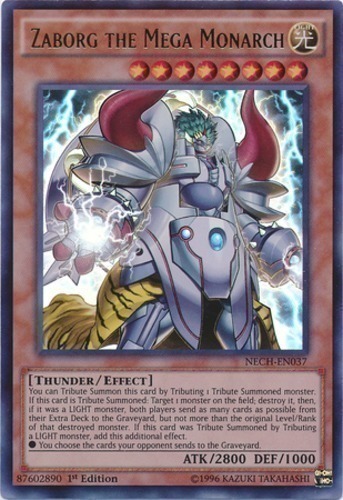 ZABORG THE MEGA MONARCH
LIGHT
光
NECH-EN037
[THUNDER/EFFECT]
You can Tribute Summon this card by Tributing 1 Tribute Summoned monster.
If this card is Tribute Summoned: Target 1 monster on the field; destroy it, then,
if it was a LIGHT monster, both players send as many cards as possible from
their Extra Deck to the Graveyard, but not more than the original Level/Rank
of that destroyed monster. If this card was Tribute Summoned by Tributing
a LIGHT monster, add this additional effect.
● You choose the cards your opponent sends to the Graveyard.
ATK/2800 DEF/1000
87602890 1st Edition ©1996 KAZUKI TAKAHASHI